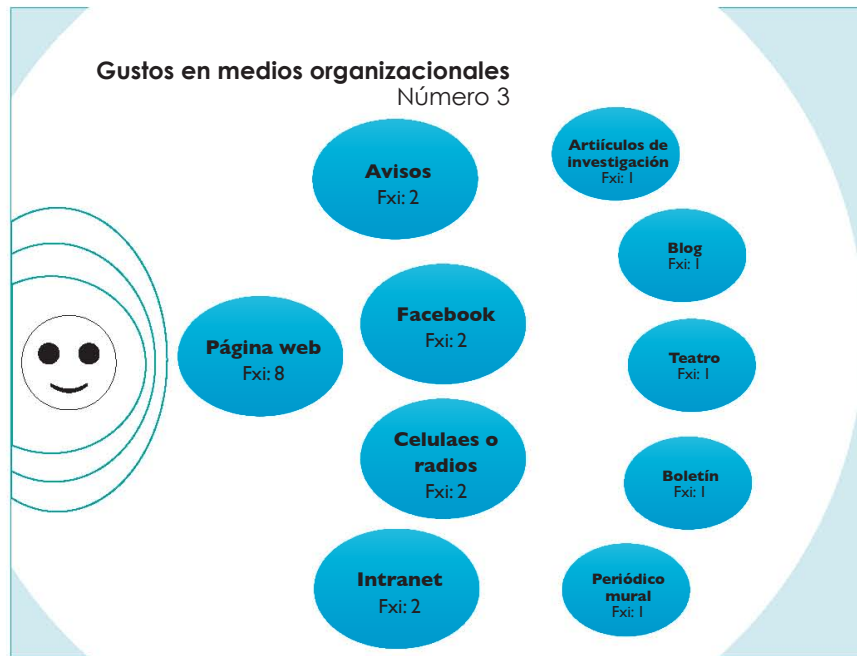 Gustos en medios organizacionales
Número 3
Avisos
Fxi: 2
Artiículos de
investigación
Fxi: 1
Blog
Fxi: 1
Facebook
Fxi: 2
Página web
Fxi: 8
Teatro
Fxi: 1
Celulaes o
radios
Fxi: 2
Boletín
Fxi: 1
Intranet
Fxi: 2
Periódico
mural
Fxi: 1